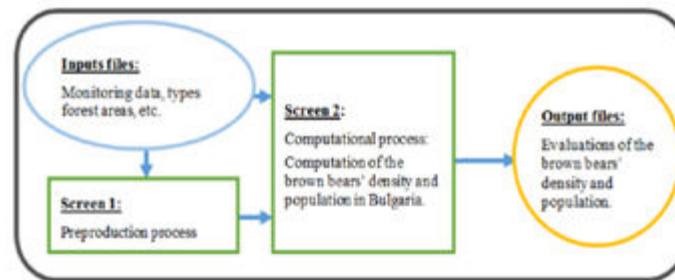 Inputs files:
Monitoring data, types
forest areas, etc.
Screen 1:
Preproduction process
Screen 2:
Computational process:
Computation of the
brown bears' density and
population in Bulgaria.
Output files:
Evaluations of the
brown bears'
density and
population.